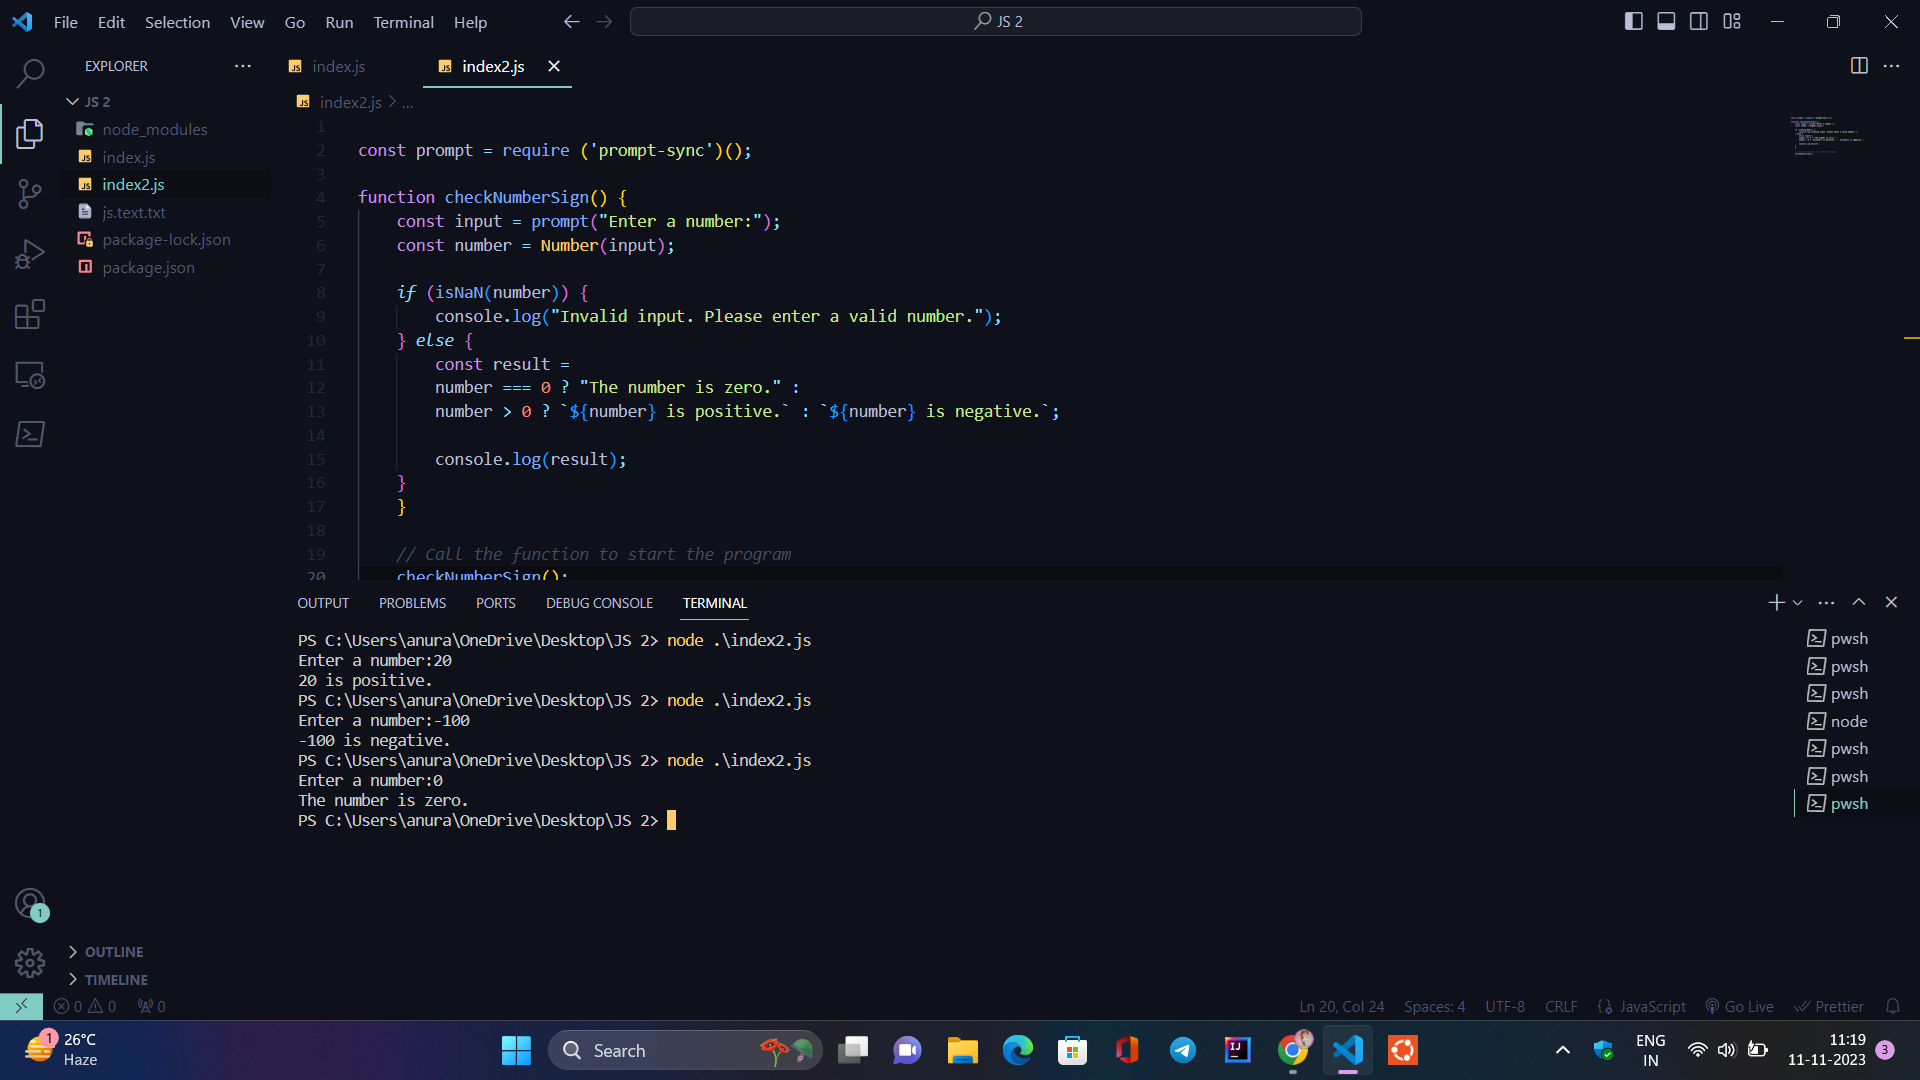 File Edit Selection View Go Run Terminal Help
JS 2
EXPLORER
JS 2
node_modules
index.js
index2.js
js.text.txt
package-lock.json
package.json
OUTLINE
TIMELINE
index.js
index2.js
index2.js > ...
1
2 const prompt = require ('prompt-sync')();
3
4 function checkNumberSign() {
5 const input = prompt("Enter a number:");
6 const number = Number(input);
7
8 if (isNaN(number)) {
9 console.log("Invalid input. Please enter a valid number.");
10 } else {
11 const result =
12 number === 0 ? "The number is zero." :
13 number > 0 ? `${number} is positive.` : `${number} is negative.`;
14
15 console.log(result);
16 }
17 }
18
19 // Call the function to start the program
20 checkNumberSign();
OUTPUT PROBLEMS PORTS DEBUG CONSOLE TERMINAL
PS C:\Users\anura\OneDrive\Desktop\JS 2> node .\index2.js
Enter a number:20
20 is positive.
PS C:\Users\anura\OneDrive\Desktop\JS 2> node .\index2.js
Enter a number:-100
-100 is negative.
PS C:\Users\anura\OneDrive\Desktop\JS 2> node .\index2.js
Enter a number:0
The number is zero.
PS C:\Users\anura\OneDrive\Desktop\JS 2>
pwsh
pwsh
pwsh
node
pwsh
pwsh
pwsh
1
0 0 0
Ln 20, Col 24 Spaces: 4 UTF-8 CRLF JavaScript Go Live Prettier
1
26°C
Haze
Search
ENG
IN
11:19
11-11-2023
3